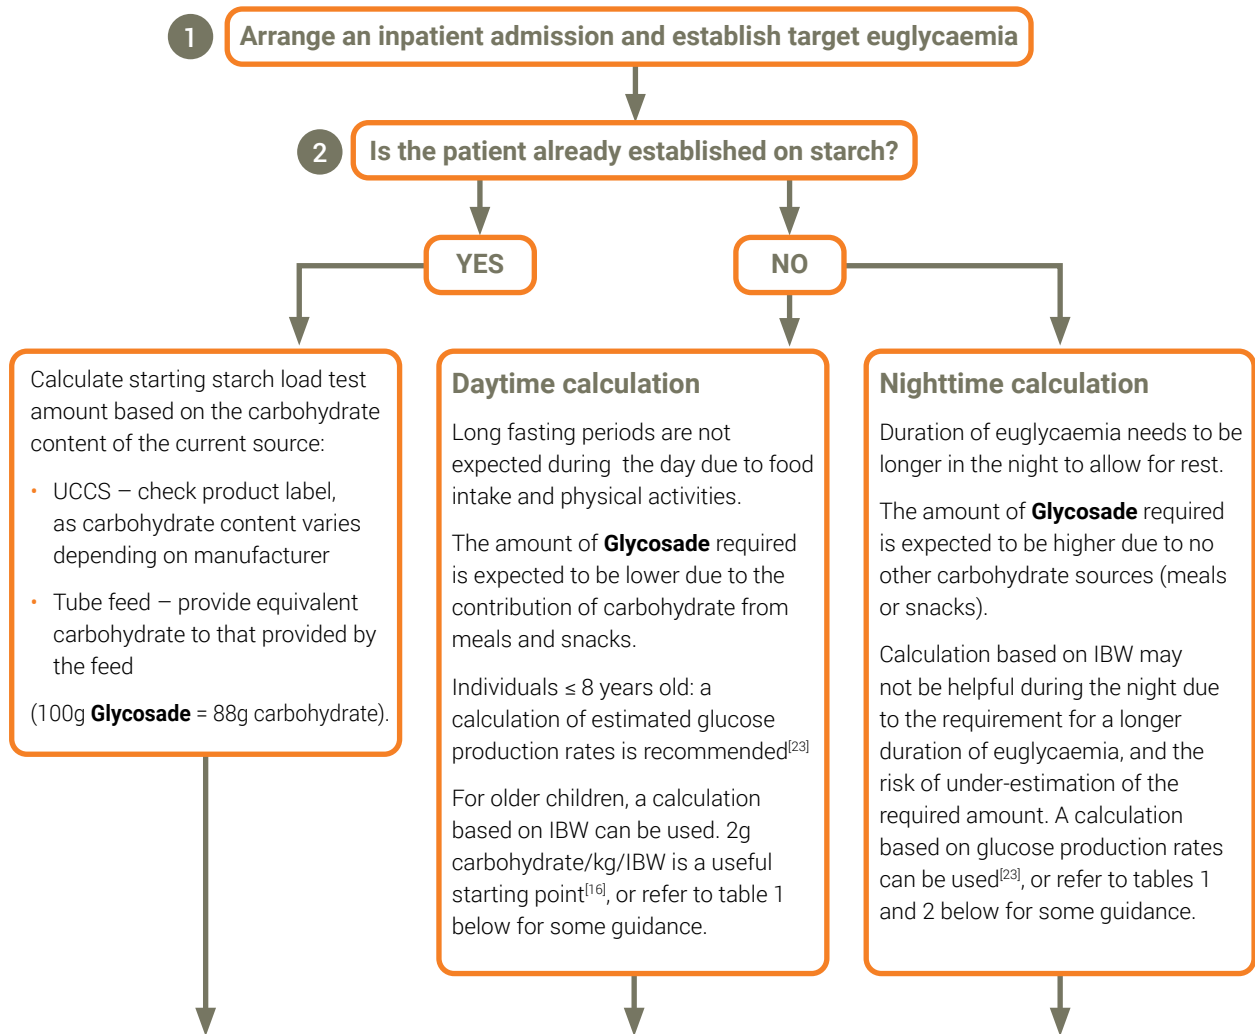 1 Arrange an inpatient admission and establish target euglycaemia
2 Is the patient already established on starch?
YES
NO
Calculate starting starch load test
amount based on the carbohydrate
content of the current source:
• UCCS – check product label,
as carbohydrate content varies
depending on manufacturer
• Tube feed – provide equivalent
carbohydrate to that provided by
the feed
(100g Glycosade = 88g carbohydrate).
Daytime calculation
Long fasting periods are not
expected during the day due to food
intake and physical activities.
The amount of Glycosade required
is expected to be lower due to the
contribution of carbohydrate from
meals and snacks.
Individuals ≤ 8 years old: a
calculation of estimated glucose
production rates is recommended[23]
For older children, a calculation
based on IBW can be used. 2g
carbohydrate/kg/IBW is a useful
starting point[16], or refer to table 1
below for some guidance.
Nighttime calculation
Duration of euglycaemia needs to be
longer in the night to allow for rest.
The amount of Glycosade required
is expected to be higher due to no
other carbohydrate sources (meals
or snacks).
Calculation based on IBW may
not be helpful during the night due
to the requirement for a longer
duration of euglycaemia, and the
risk of under-estimation of the
required amount. A calculation
based on glucose production rates
can be used[23], or refer to tables 1
and 2 below for some guidance.